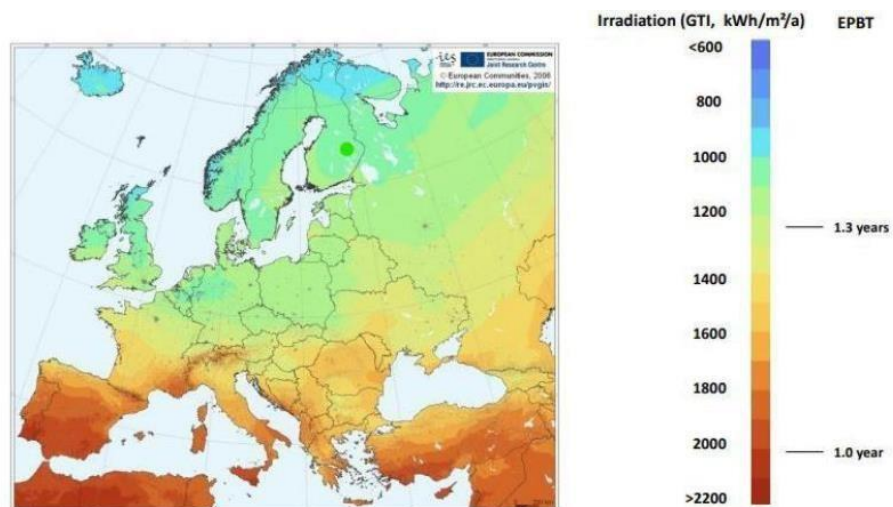 Irradiation (GTI, kWh/m²/a) EPBT
<600
800
1000
1200
1.3 years
1400
1600
1800
2000
1.0 year
>2200
EUROPEAN COMMISSION
Joint Research Centre
© European Communities, 2006
http://re.jrc.ec.europa.eu/pvgis/